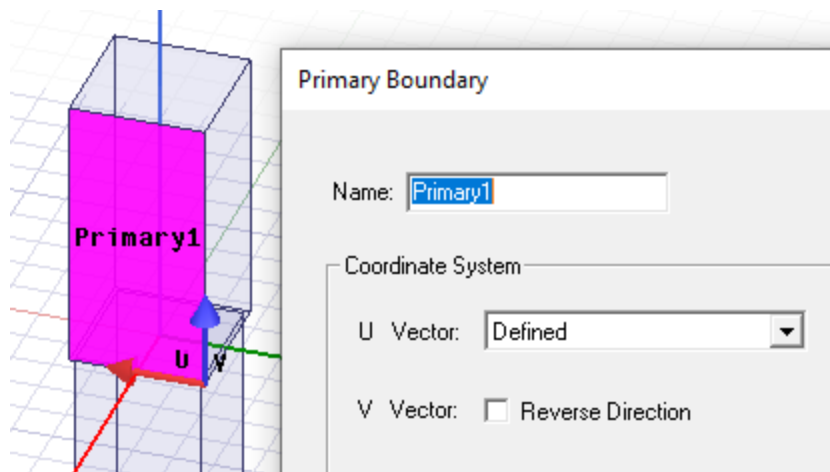 Primary Boundary
Name: Primary1
Primary1
Coordinate System
U Vector: Defined
U V
V Vector: Reverse Direction